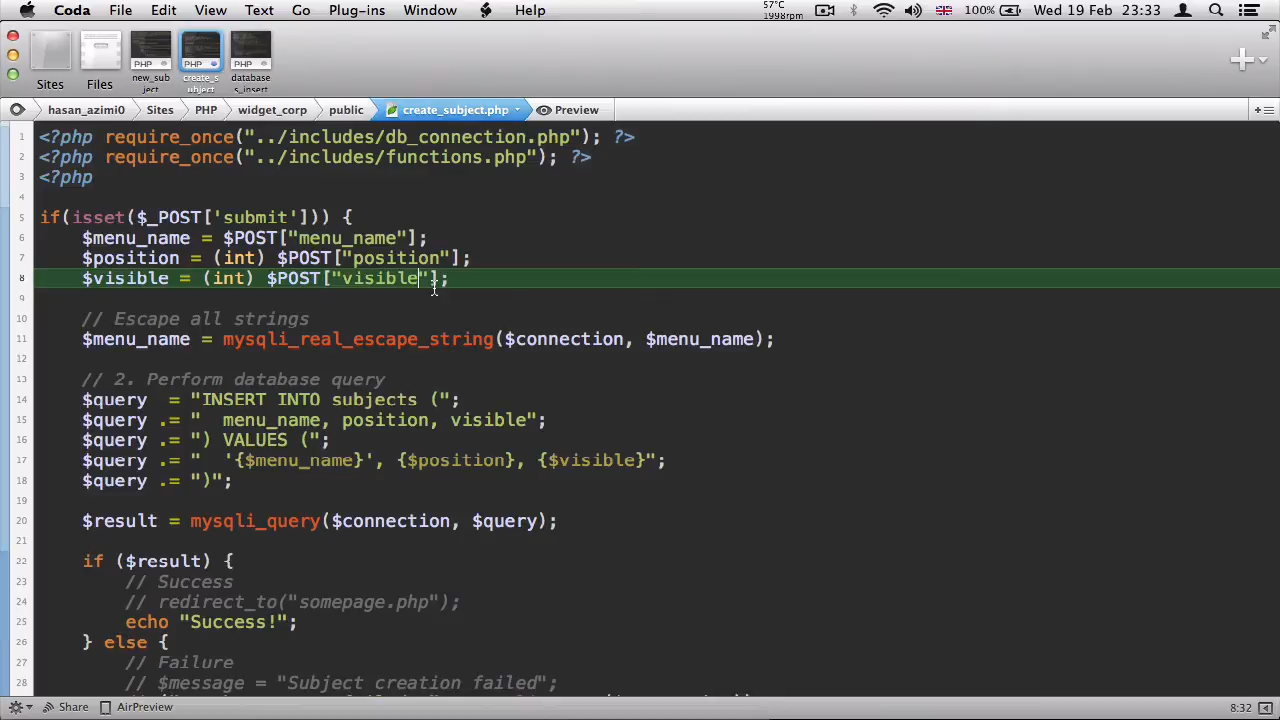 Coda File Edit View Text Go Plug-ins Window Help 57°C 1998rpm 100% Wed 19 Feb 23:33
Sites Files new_subject create_subject databases_insert
PHP PHP PHP
hasan_azimi0 Sites PHP widget_corp public create_subject.php Preview
1 <?php require_once("../includes/db_connection.php"); ?>
2 <?php require_once("../includes/functions.php"); ?>
3 <?php
4
5 if(isset($_POST['submit'])) {
6 $menu_name = $POST["menu_name"];
7 $position = (int) $POST["position"];
8 $visible = (int) $POST["visible"];
9
10 // Escape all strings
11 $menu_name = mysqli_real_escape_string($connection, $menu_name);
12
13 // 2. Perform database query
14 $query  = "INSERT INTO subjects (";
15 $query .= "  menu_name, position, visible";
16 $query .= ") VALUES (";
17 $query .= "  '{$menu_name}', {$position}, {$visible}";
18 $query .= ")";
19
20 $result = mysqli_query($connection, $query);
21
22 if ($result) {
23 // Success
24 // redirect_to("somepage.php");
25 echo "Success!";
26 } else {
27 // Failure
28 // $message = "Subject creation failed";
Share AirPreview 8:32